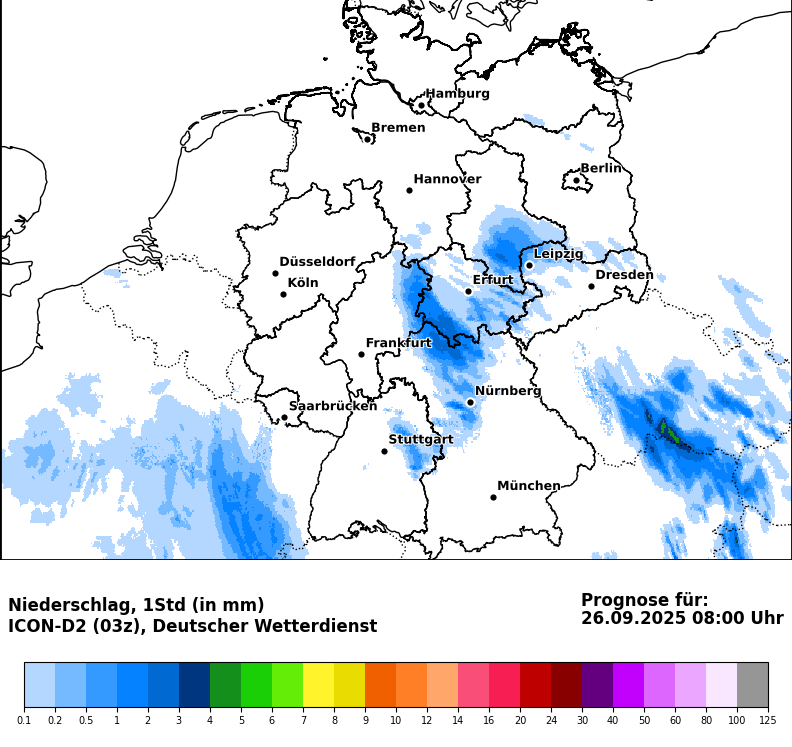 Hamburg
Bremen
Berlin
Hannover
Leipzig
Düsseldorf
Dresden
Erfurt
Köln
Frankfurt
Nürnberg
Saarbrücken
Stuttgart
München
Niederschlag, 1Std (in mm)
ICON-D2 (03z), Deutscher Wetterdienst
Prognose für:
26.09.2025 08:00 Uhr
0.1 0.2 0.5 1 2 3 4 5 6 7 8 9 10 12 14 16 20 24 30 40 50 60 80 100 125